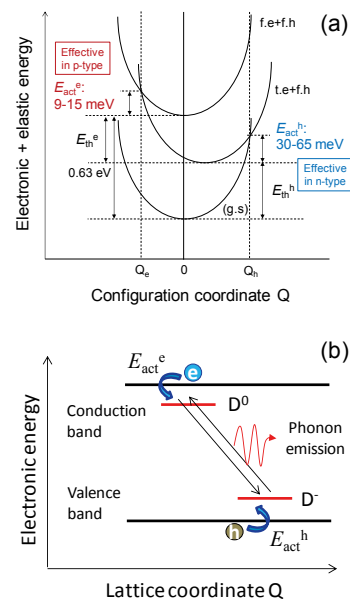 (a)
f.e+f.h
Effective
in p-type
t.e+f.h
E_act^e:
9-15 meV
E_act^h:
30-65 meV
E_th^e
Effective
in n-type
0.63 eV
E_th^h
(g.s)
Q_e
0
Q_h
Electronic + elastic energy
Configuration coordinate Q
(b)
E_act^e
e
D^0
Conduction
band
Phonon
emission
Valence
band
D^-
h
E_act^h
Electronic energy
Lattice coordinate Q